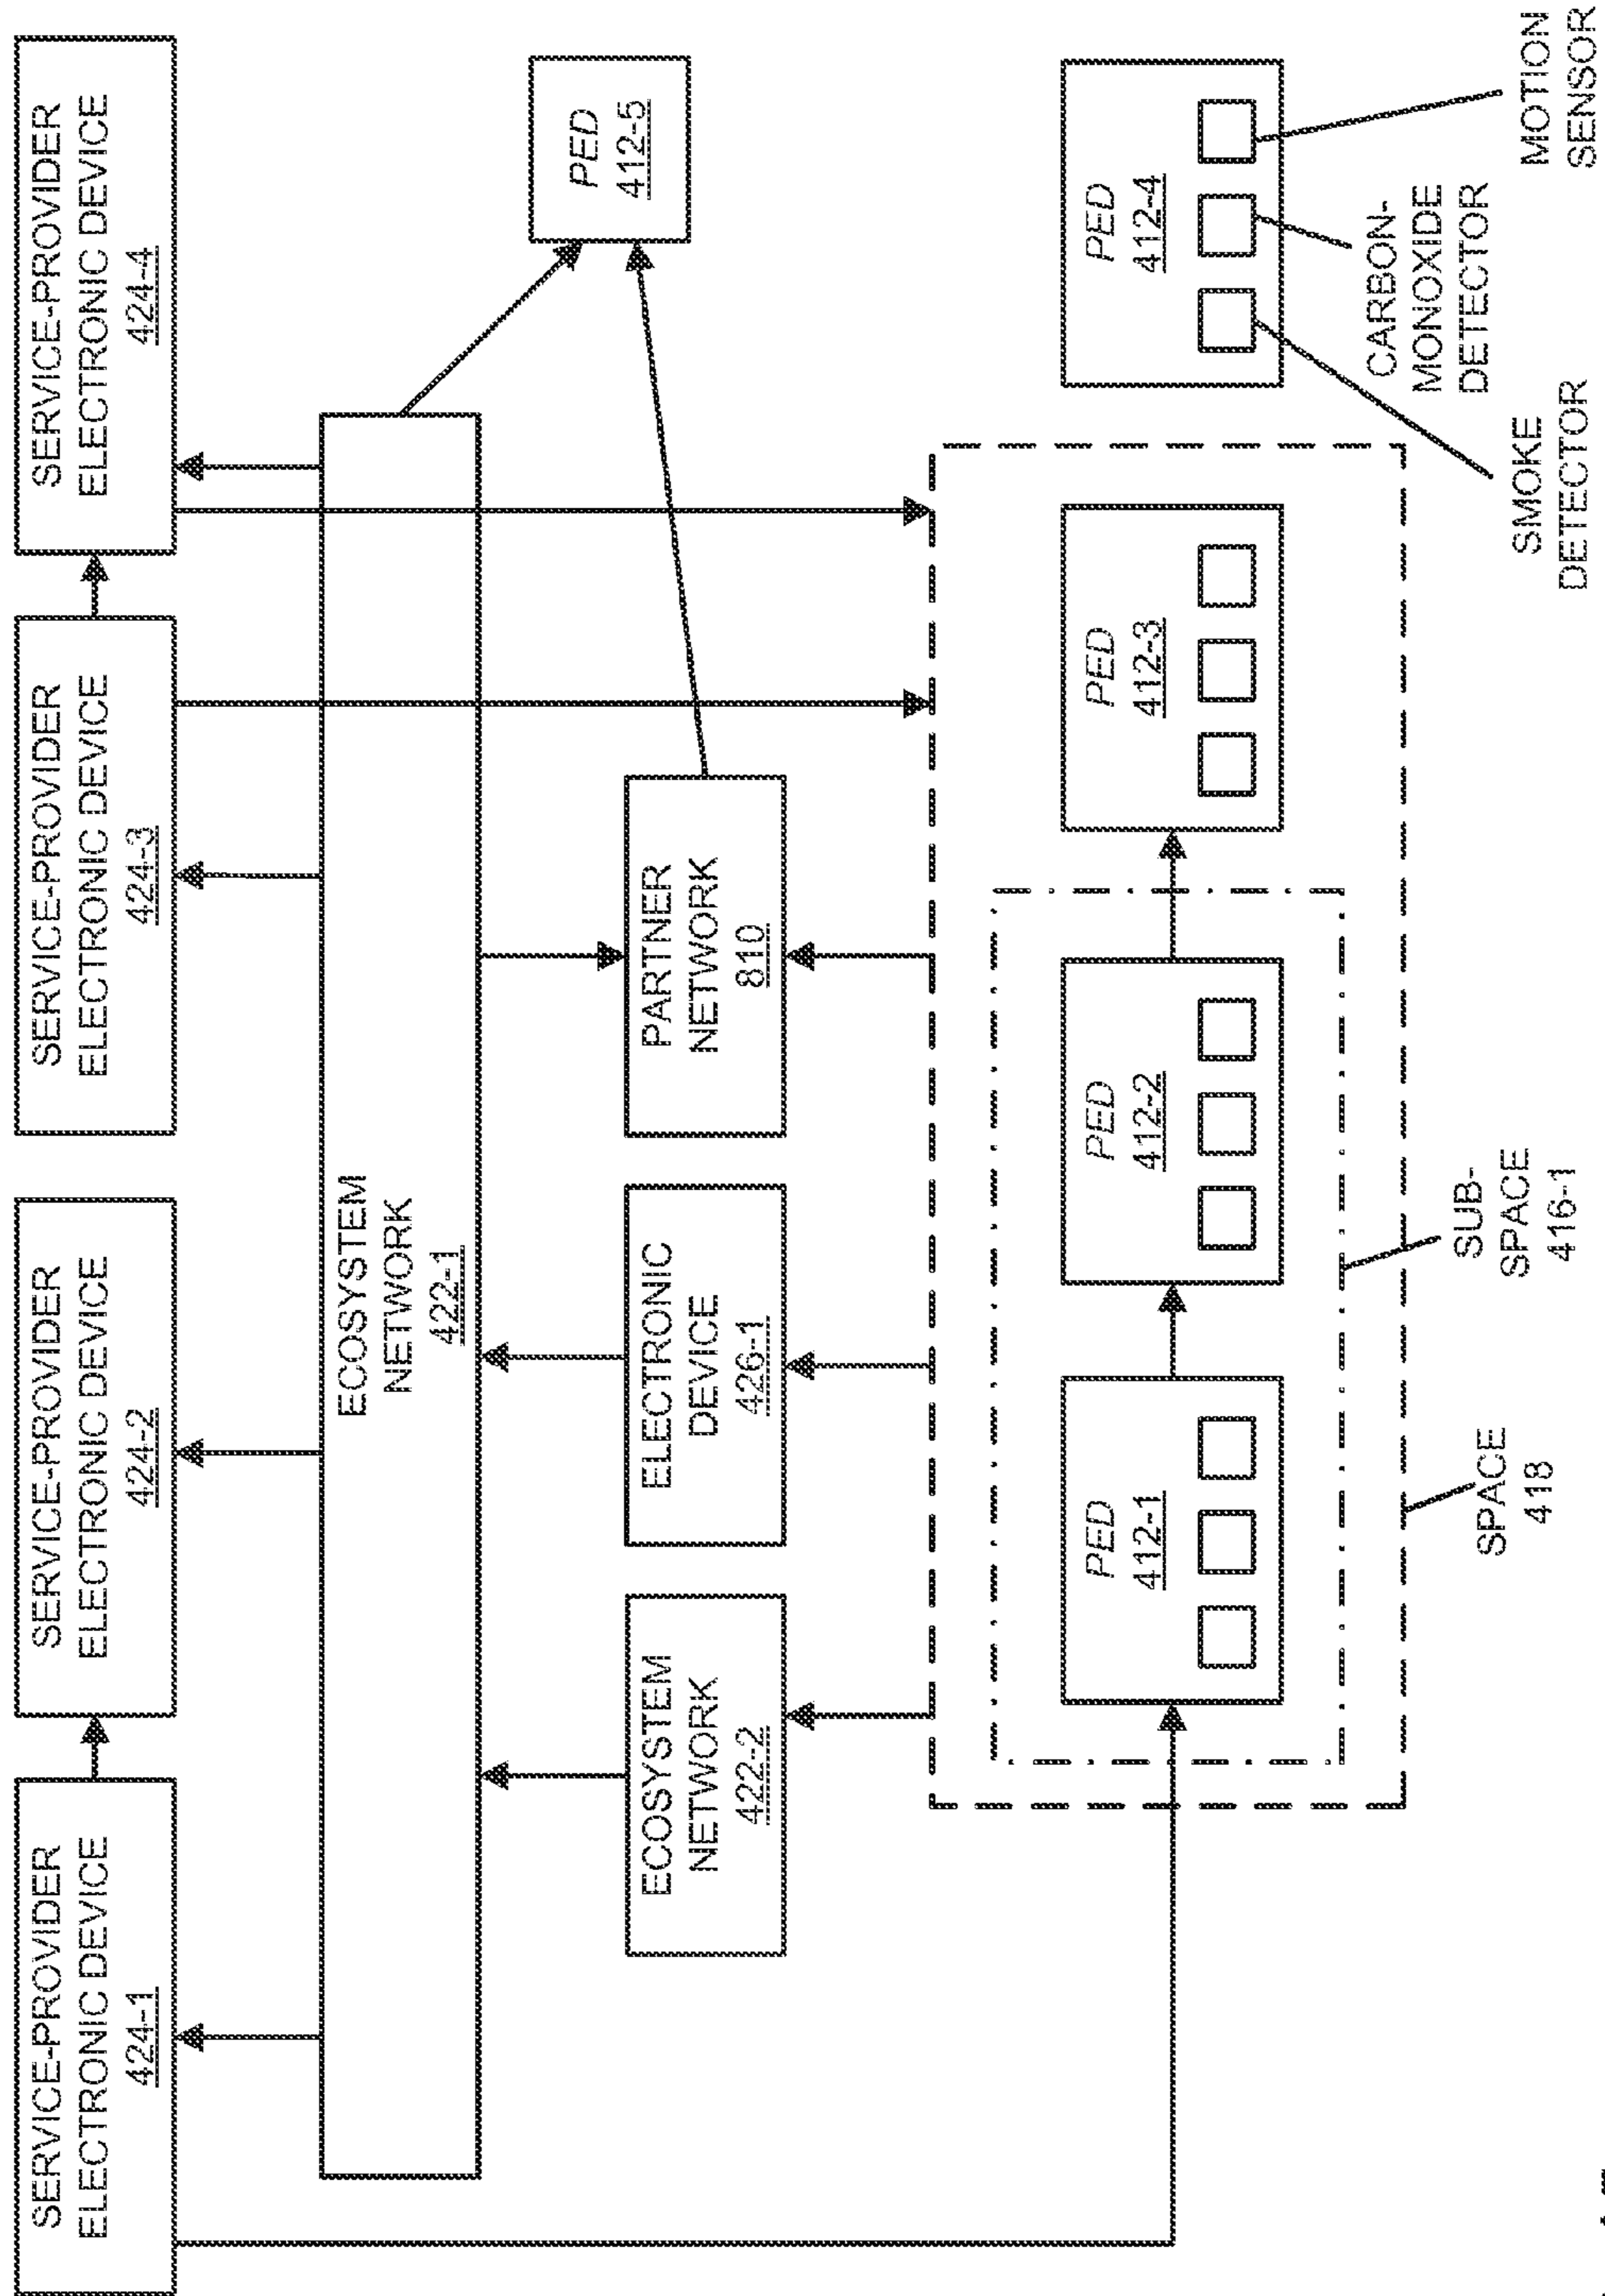 SERVICE-PROVIDER
ELECTRONIC DEVICE
424-1
SERVICE-PROVIDER
ELECTRONIC DEVICE
424-2
SERVICE-PROVIDER
ELECTRONIC DEVICE
424-3
SERVICE-PROVIDER
ELECTRONIC DEVICE
424-4
ECOSYSTEM
NETWORK
422-1
PED
412-5
ECOSYSTEM
NETWORK
422-2
ELECTRONIC
DEVICE
426-1
PARTNER
NETWORK
810
PED
412-1
PED
412-2
PED
412-3
PED
412-4
SPACE
418
SUB-
SPACE
416-1
SMOKE
DETECTOR
CARBON-
MONOXIDE
DETECTOR
MOTION
SENSOR